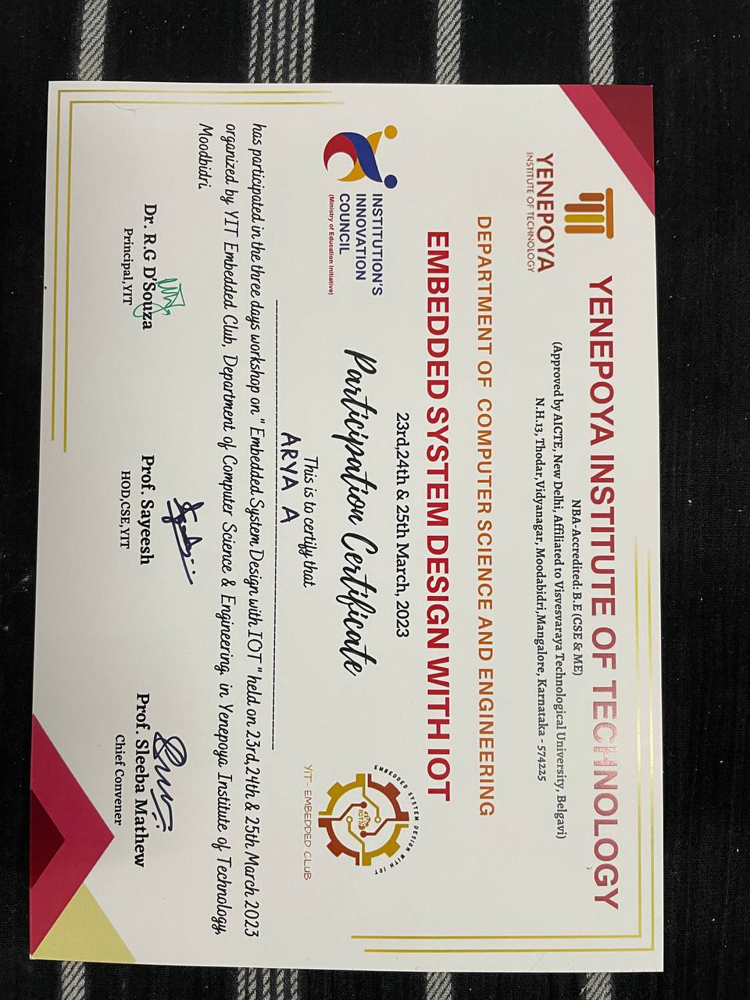 YENEPOYA INSTITUTE OF TECHNOLOGY
NBA-Accredited: B.E (CSE & ME)
(Approved by AICTE, New Delhi, Affiliated to Visvesvaraya Technological University, Belgavi)
N.H.13, Thodar,Vidyanagar, Moodabidri,Mangalore, Karnataka - 574225
YENEPOYA
INSTITUTE OF TECHNOLOGY
DEPARTMENT OF COMPUTER SCIENCE AND ENGINEERING
EMBEDDED SYSTEM DESIGN WITH IOT
23rd,24th & 25th March, 2023
INSTITUTION'S
INNOVATION
COUNCIL
(Ministry of Education Initiative)
Participation Certificate
EMBEDDED SYSTEM DESIGN WITH IOT
IOT
YIT- EMBEDDED CLUB
This is to certify that
ARYA A
has participated in the three days workshop on " Embedded System Design with IOT " held on 23rd,24th & 25th March 2023
organized by YIT Embedded Club, Department of Computer Science & Engineering, in Yenepoya Institute of Technology,
Moodbidri.
Dr. R.G D'Souza
Principal,YIT
Prof. Sayeesh
HOD,CSE,YIT
Prof. Sleeba Mathew
Chief Convener